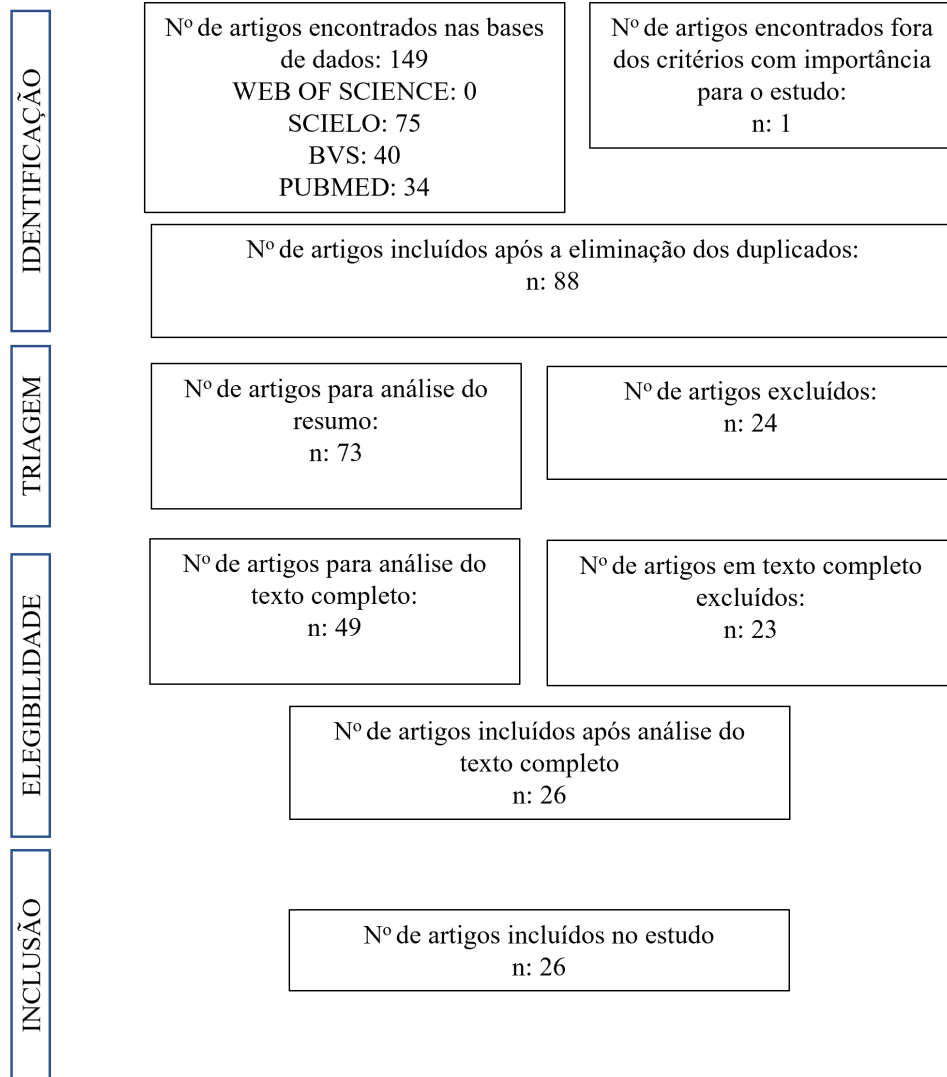 IDENTIFICAÇÃO
Nº de artigos encontrados nas bases
de dados: 149
WEB OF SCIENCE: 0
SCIELO: 75
BVS: 40
PUBMED: 34
Nº de artigos encontrados fora
dos critérios com importância
para o estudo:
n: 1
Nº de artigos incluídos após a eliminação dos duplicados:
n: 88
TRIAGEM
Nº de artigos para análise do
resumo:
n: 73
Nº de artigos excluídos:
n: 24
ELEGIBILIDADE
Nº de artigos para análise do
texto completo:
n: 49
Nº de artigos em texto completo
excluídos:
n: 23
Nº de artigos incluídos após análise do
texto completo
n: 26
INCLUSÃO
Nº de artigos incluídos no estudo
n: 26